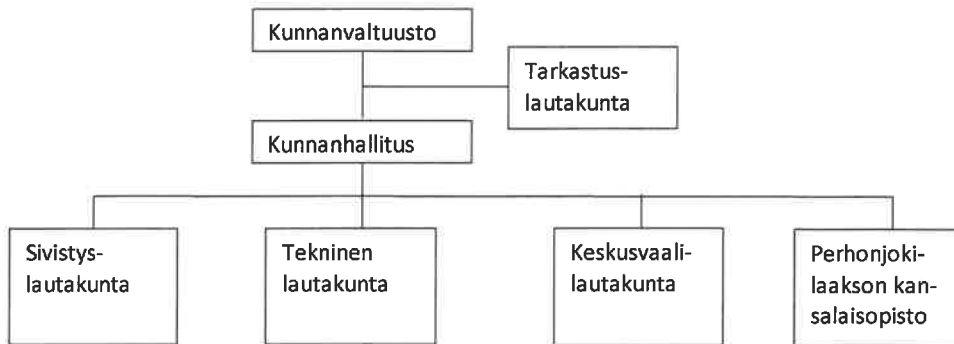 Kunnanvaltuusto
Tarkastus-
lautakunta
Kunnanhallitus
Sivistys-
lautakunta
Tekninen
lautakunta
Keskusvaali-
lautakunta
Perhonjoki-
laakson kan-
salaisopisto